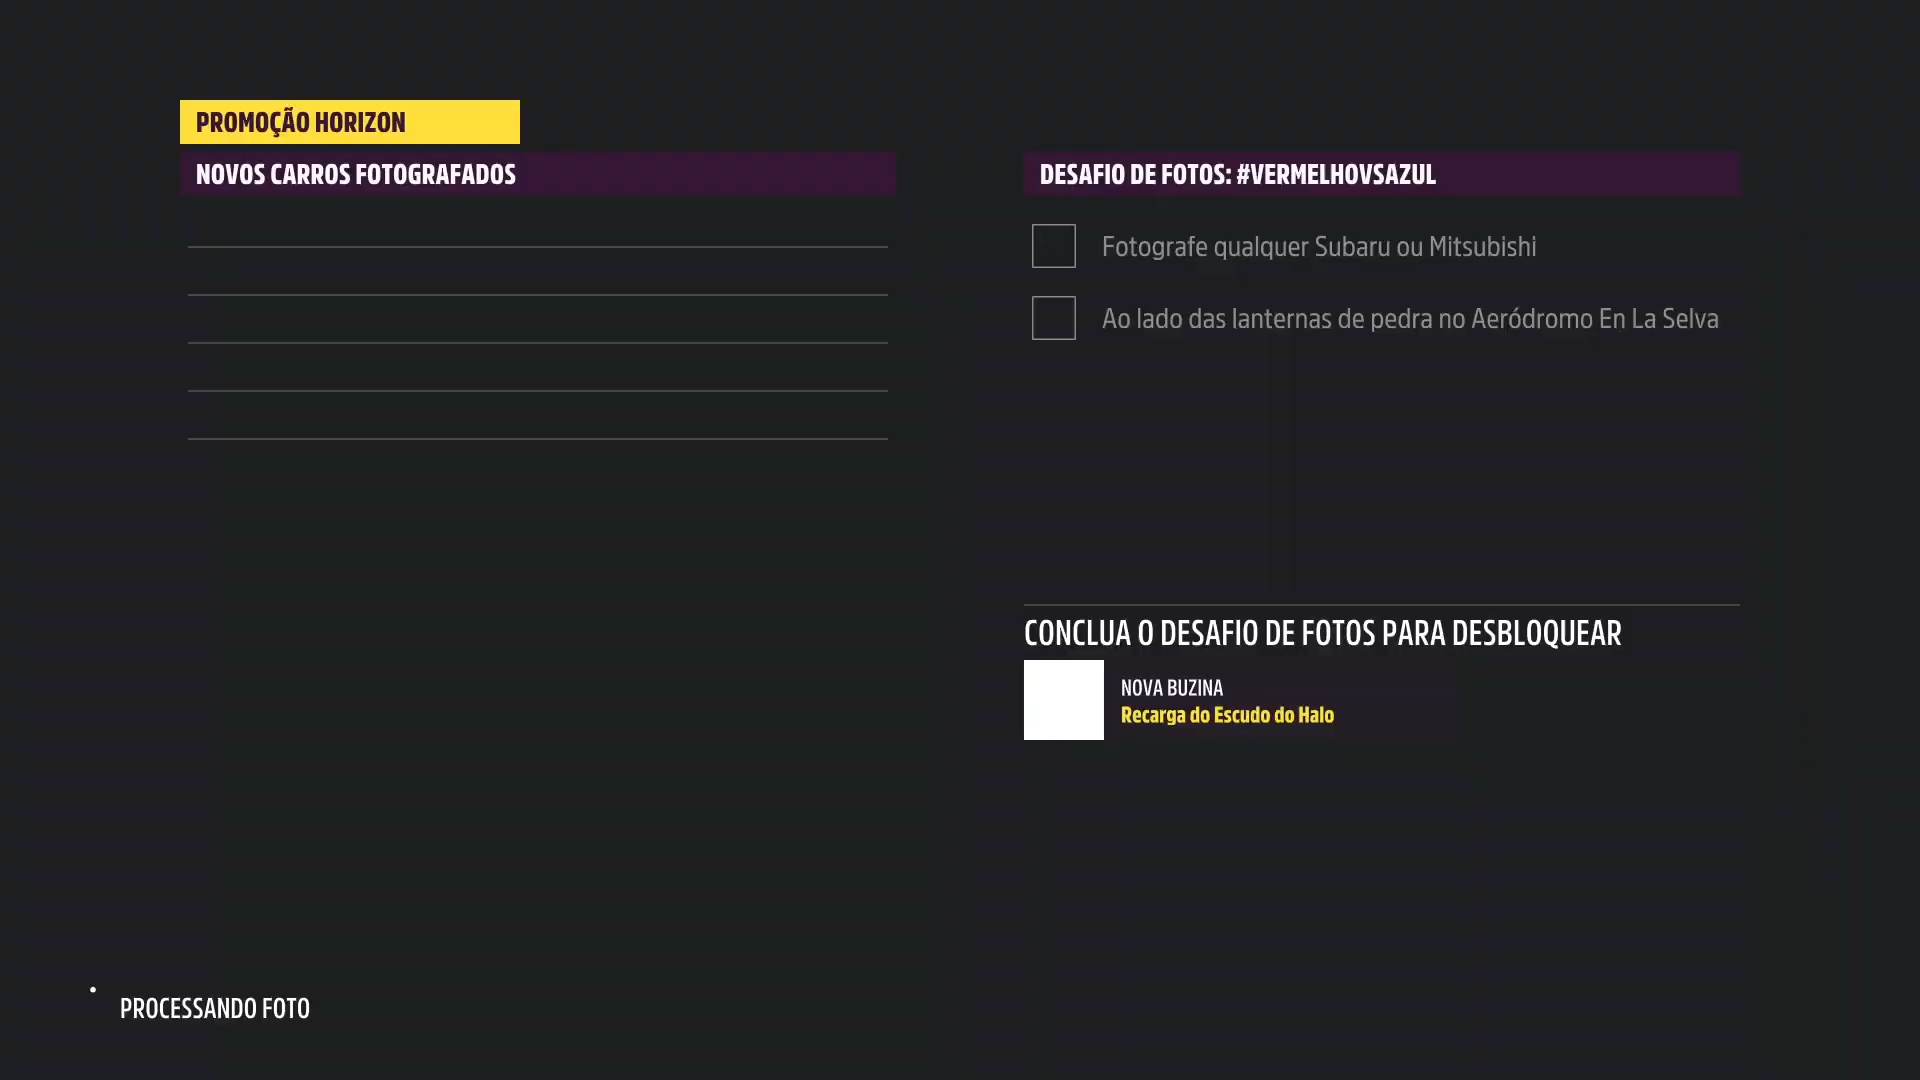 PROMOÇÃO HORIZON
NOVOS CARROS FOTOGRAFADOS
DESAFIO DE FOTOS: #VERMELHOVSAZUL
Fotografe qualquer Subaru ou Mitsubishi
Ao lado das lanternas de pedra no Aeródromo En La Selva
CONCLUA O DESAFIO DE FOTOS PARA DESBLOQUEAR
NOVA BUZINA
Recarga do Escudo do Halo
PROCESSANDO FOTO